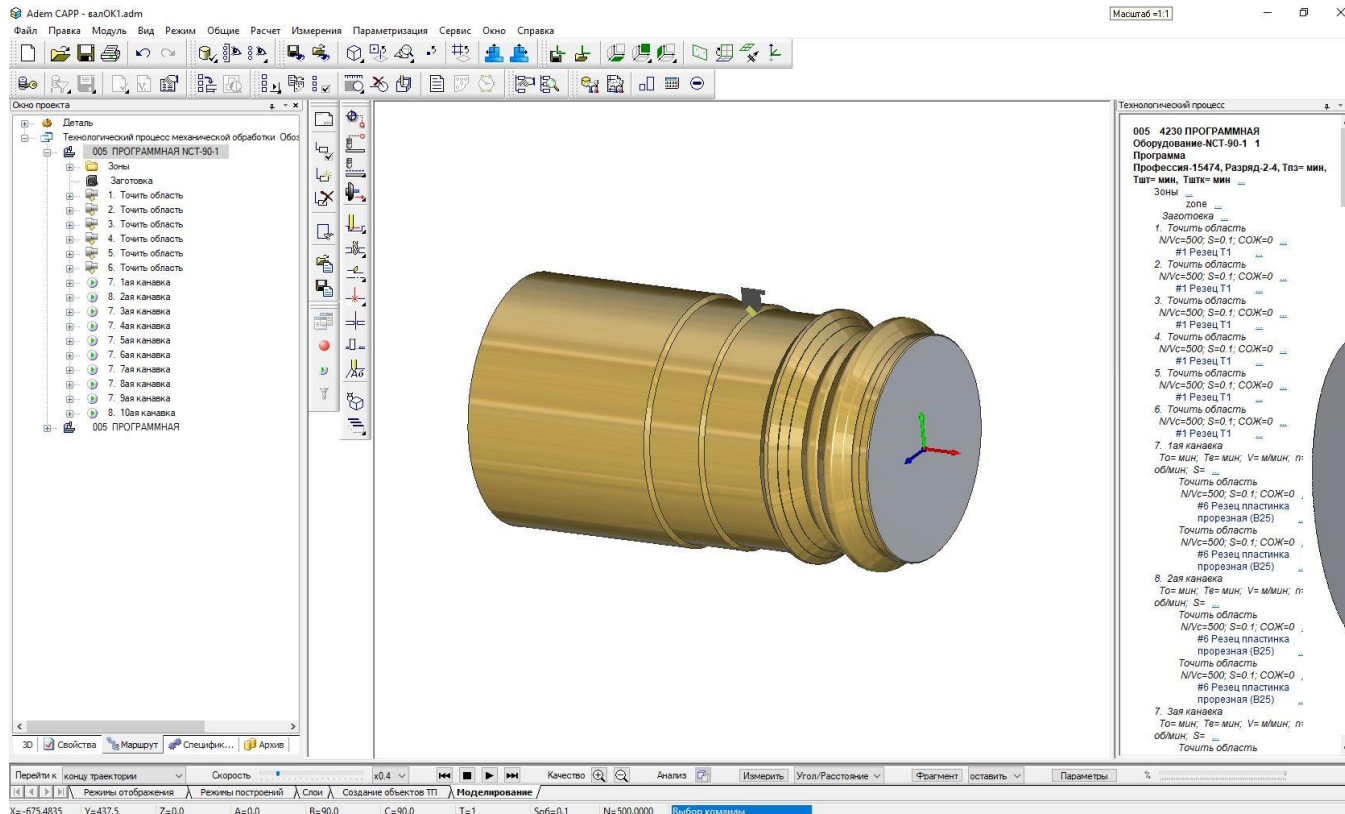 Adem CAPP - валОК1.adm
Масштаб =1:1
Файл Правка Модуль Вид Режим Общие Расчет Измерения Параметризация Сервис Окно Справка
Окно проекта
Деталь
Технологический процесс механической обработки Обоз
005 ПРОГРАММНАЯ NCT-90-1
Зоны
Заготовка
1. Точить область
2. Точить область
3. Точить область
4. Точить область
5. Точить область
6. Точить область
7. 1ая канавка
8. 2ая канавка
7. 3ая канавка
7. 4ая канавка
7. 5ая канавка
7. 6ая канавка
7. 7ая канавка
7. 8ая канавка
7. 9ая канавка
8. 10ая канавка
005 ПРОГРАММНАЯ
3D Свойства Маршрут Специфик... Архив
Технологический процесс
005 4230 ПРОГРАММНАЯ
Оборудование-NCT-90-1 1
Программа
Профессия-15474, Разряд-2-4, Тпз= мин,
Тшт= мин, Тштк= мин ...
Зоны ...
zone ...
Заготовка ...
1. Точить область
N/Vc=500; S=0.1; СОЖ=0 ...
#1 Резец T1 ...
2. Точить область
N/Vc=500; S=0.1; СОЖ=0 ...
#1 Резец T1 ...
3. Точить область
N/Vc=500; S=0.1; СОЖ=0 ...
#1 Резец T1 ...
4. Точить область
N/Vc=500; S=0.1; СОЖ=0 ...
#1 Резец T1 ...
5. Точить область
N/Vc=500; S=0.1; СОЖ=0 ...
#1 Резец T1 ...
6. Точить область
N/Vc=500; S=0.1; СОЖ=0 ...
#1 Резец T1 ...
7. 1ая канавка
То= мин; Тв= мин; V= м/мин; n=
об/мин; S= ...
Точить область
N/Vc=500; S=0.1; СОЖ=0
#6 Резец пластинка
прорезная (B25) ...
Точить область
N/Vc=500; S=0.1; СОЖ=0
#6 Резец пластинка
прорезная (B25) ...
8. 2ая канавка
То= мин; Тв= мин; V= м/мин; n=
об/мин; S= ...
Точить область
N/Vc=500; S=0.1; СОЖ=0
#6 Резец пластинка
прорезная (B25) ...
Точить область
N/Vc=500; S=0.1; СОЖ=0
#6 Резец пластинка
прорезная (B25) ...
7. 3ая канавка
То= мин; Тв= мин; V= м/мин; n=
об/мин; S= ...
Точить область
Перейти к концу траектории Скорость x0.4 Качество Анализ Измерить Угол/Расстояние Фрагмент оставить Параметры %
Режимы отображения Режимы построений Слои Создание объектов ТП Моделирование
X=-675.4835 Y=437.5 Z=0.0 A=0.0 B=90.0 C=90.0 T=1 Sоб=0.1 N=500.0000 Выбор команды